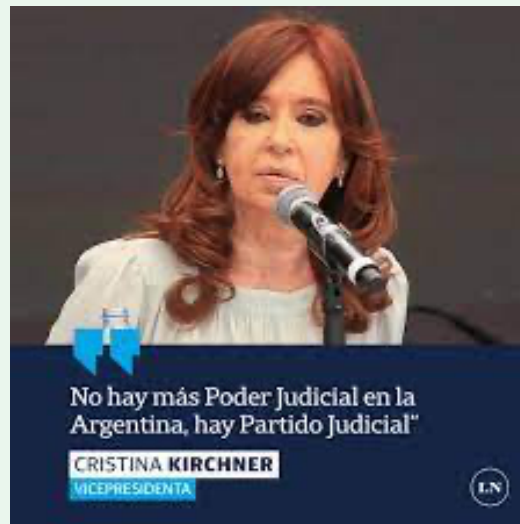 No hay más Poder Judicial en la
Argentina, hay Partido Judicial"
CRISTINA KIRCHNER
VICEPRESIDENTA
LN